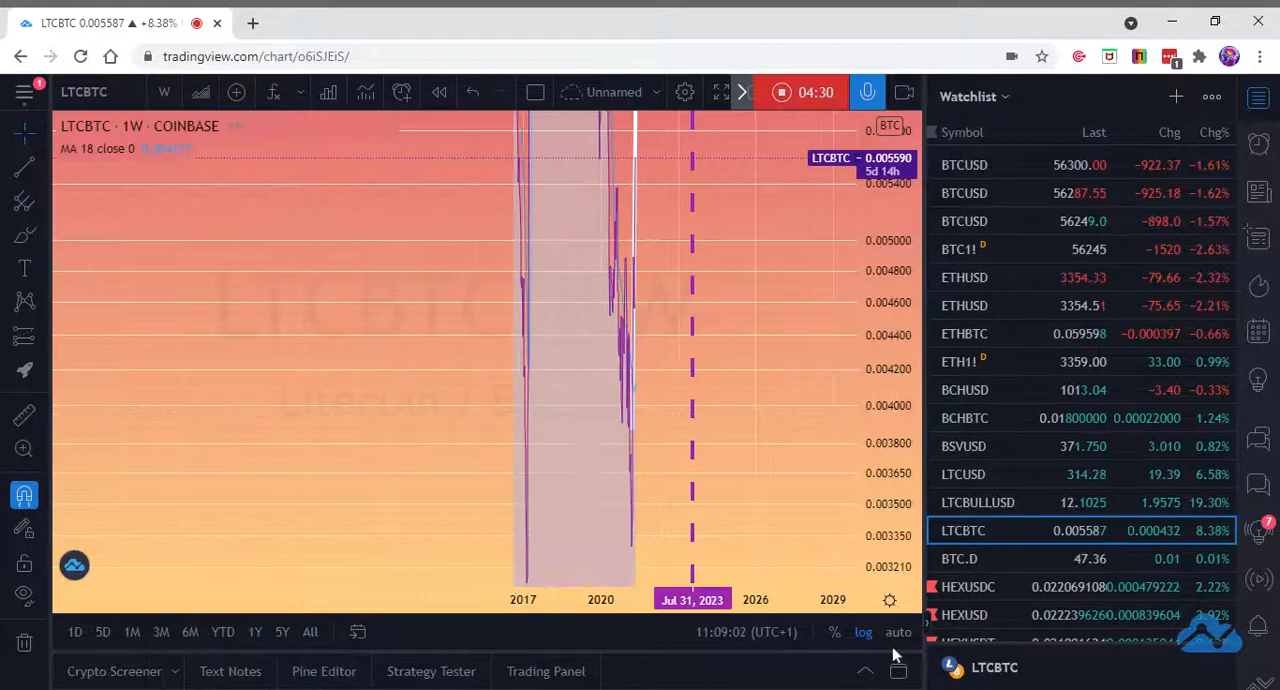 LTCBTC 0.005587 ▲ +8.38%
tradingview.com/chart/o6iSJEiS/
1
1
LTCBTC W Unnamed 04:30
Watchlist
LTCBTC · 1W · COINBASE
MA 18 close 0
BTC
Symbol Last Chg Chg%
LTCBTC 0.005590
5d 14h
0.005400
0.005000
0.004800
0.004600
0.004400
0.004200
0.004000
0.003800
0.003650
0.003500
0.003350
0.003210
BTCUSD 56300.00 −922.37 −1.61%
BTCUSD 56287.55 −925.18 −1.62%
BTCUSD 56249.0 −898.0 −1.57%
BTC1! D 56245 −1520 −2.63%
ETHUSD 3354.33 −79.66 −2.32%
ETHUSD 3354.51 −75.65 −2.21%
ETHBTC 0.059598 −0.000397 −0.66%
ETH1! D 3359.00 33.00 0.99%
BCHUSD 1013.04 −3.40 −0.33%
BCHBTC 0.01800000 0.00022000 1.24%
BSVUSD 371.750 3.010 0.82%
LTCUSD 314.28 19.39 6.58%
LTCBULLUSD 12.1025 1.9575 19.30%
LTCBTC 0.005587 0.000432 8.38%
BTC.D 47.36 0.01 0.01%
HEXUSDC 0.022069108 0.000479222 2.22%
HEXUSD 0.022239626 0.000839604 3.92%
7
2017 2020 Jul 31, 2023 2026 2029
1D 5D 1M 3M 6M YTD 1Y 5Y All
11:09:02 (UTC+1) % log auto
Crypto Screener Text Notes Pine Editor Strategy Tester Trading Panel
LTCBTC